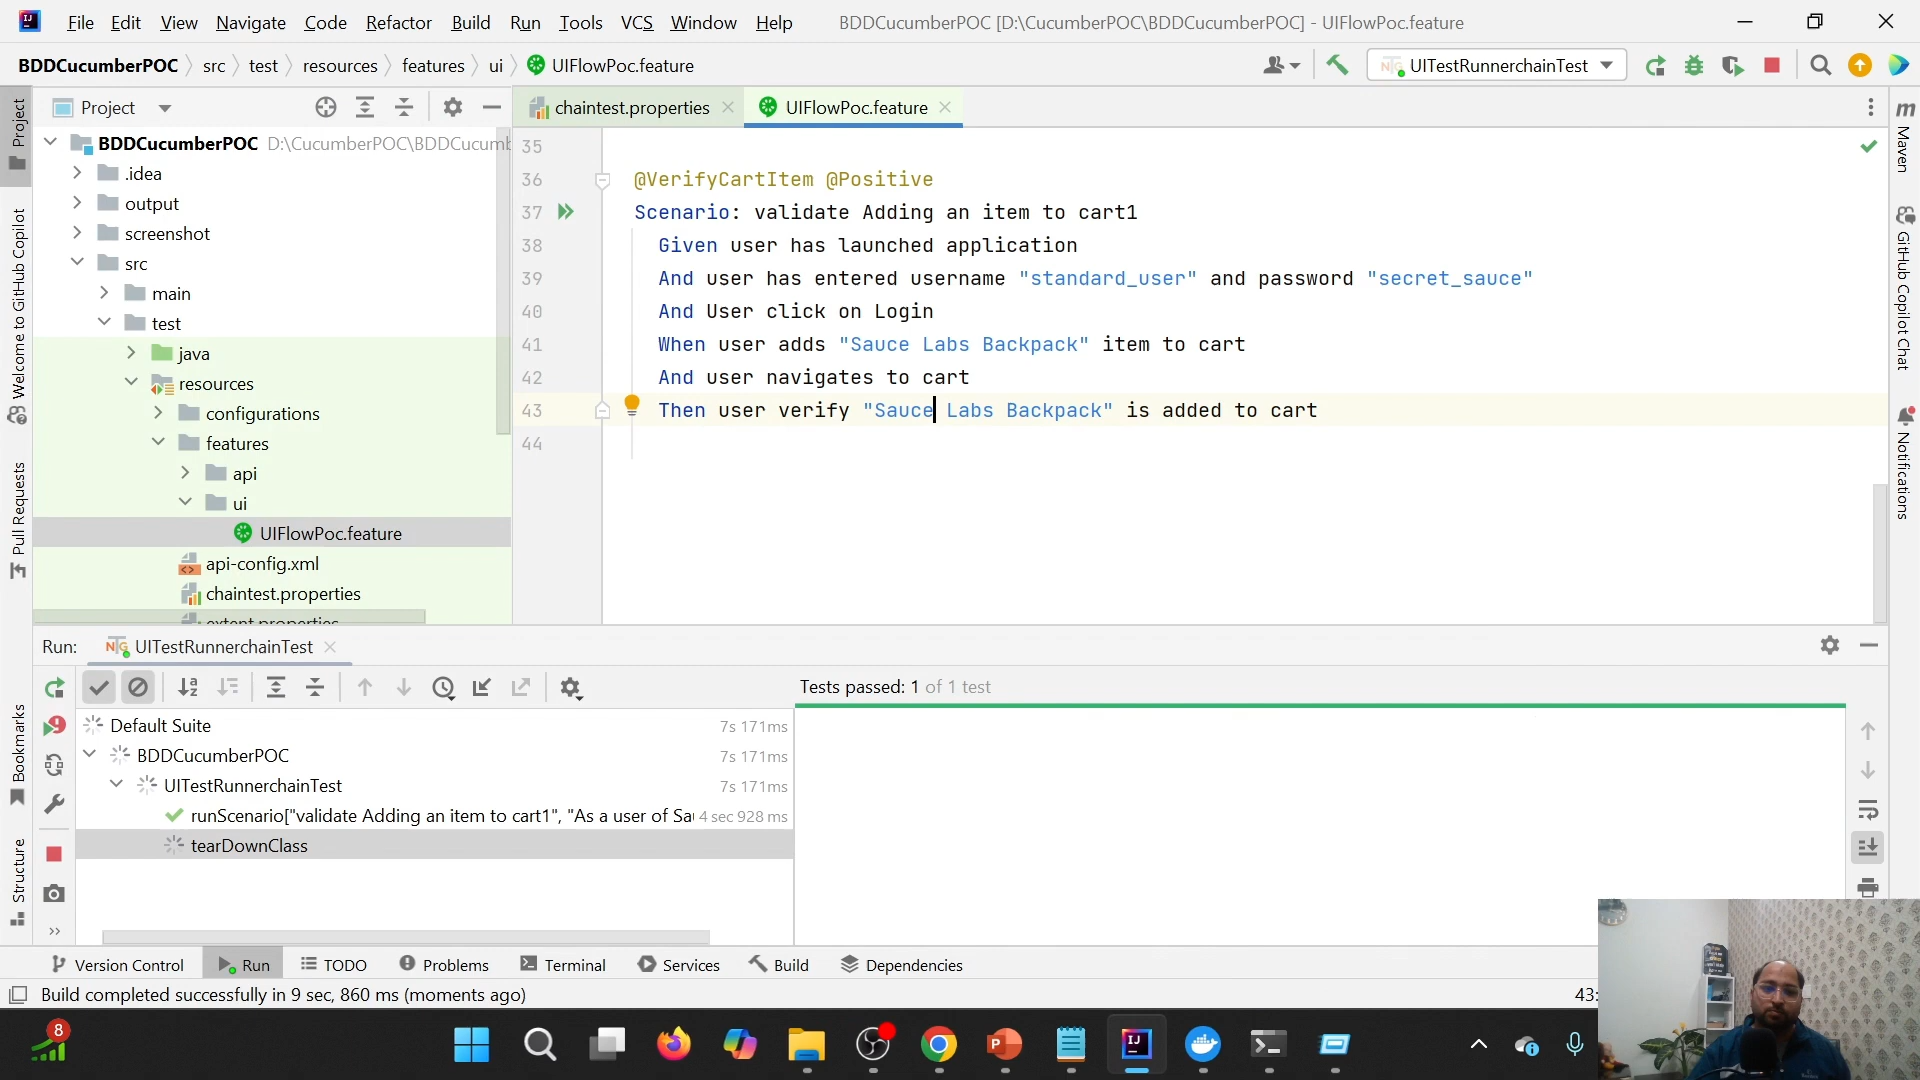 File Edit View Navigate Code Refactor Build Run Tools VCS Window Help BDDCucumberPOC [D:\CucumberPOC\BDDCucumberPOC] - UIFlowPoc.feature
BDDCucumberPOC src test resources features ui UIFlowPoc.feature UITestRunnerchainTest
Project
chaintest.properties UIFlowPoc.feature
BDDCucumberPOC D:\CucumberPOC\BDDCucumb
.idea
output
screenshot
src
main
test
java
resources
configurations
features
api
ui
UIFlowPoc.feature
api-config.xml
chaintest.properties
extent.properties
35
36 @VerifyCartItem @Positive
37 Scenario: validate Adding an item to cart1
38 Given user has launched application
39 And user has entered username "standard_user" and password "secret_sauce"
40 And User click on Login
41 When user adds "Sauce Labs Backpack" item to cart
42 And user navigates to cart
43 Then user verify "Sauce Labs Backpack" is added to cart
44
Project
Welcome to GitHub Copilot
Pull Requests
Bookmarks
Structure
Maven
GitHub Copilot Chat
Notifications
Run: UITestRunnerchainTest
Tests passed: 1 of 1 test
Default Suite 7s 171ms
BDDCucumberPOC 7s 171ms
UITestRunnerchainTest 7s 171ms
runScenario["validate Adding an item to cart1", "As a user of Sau 4 sec 928 ms
tearDownClass
Version Control Run TODO Problems Terminal Services Build Dependencies
Build completed successfully in 9 sec, 860 ms (moments ago) 43:
8